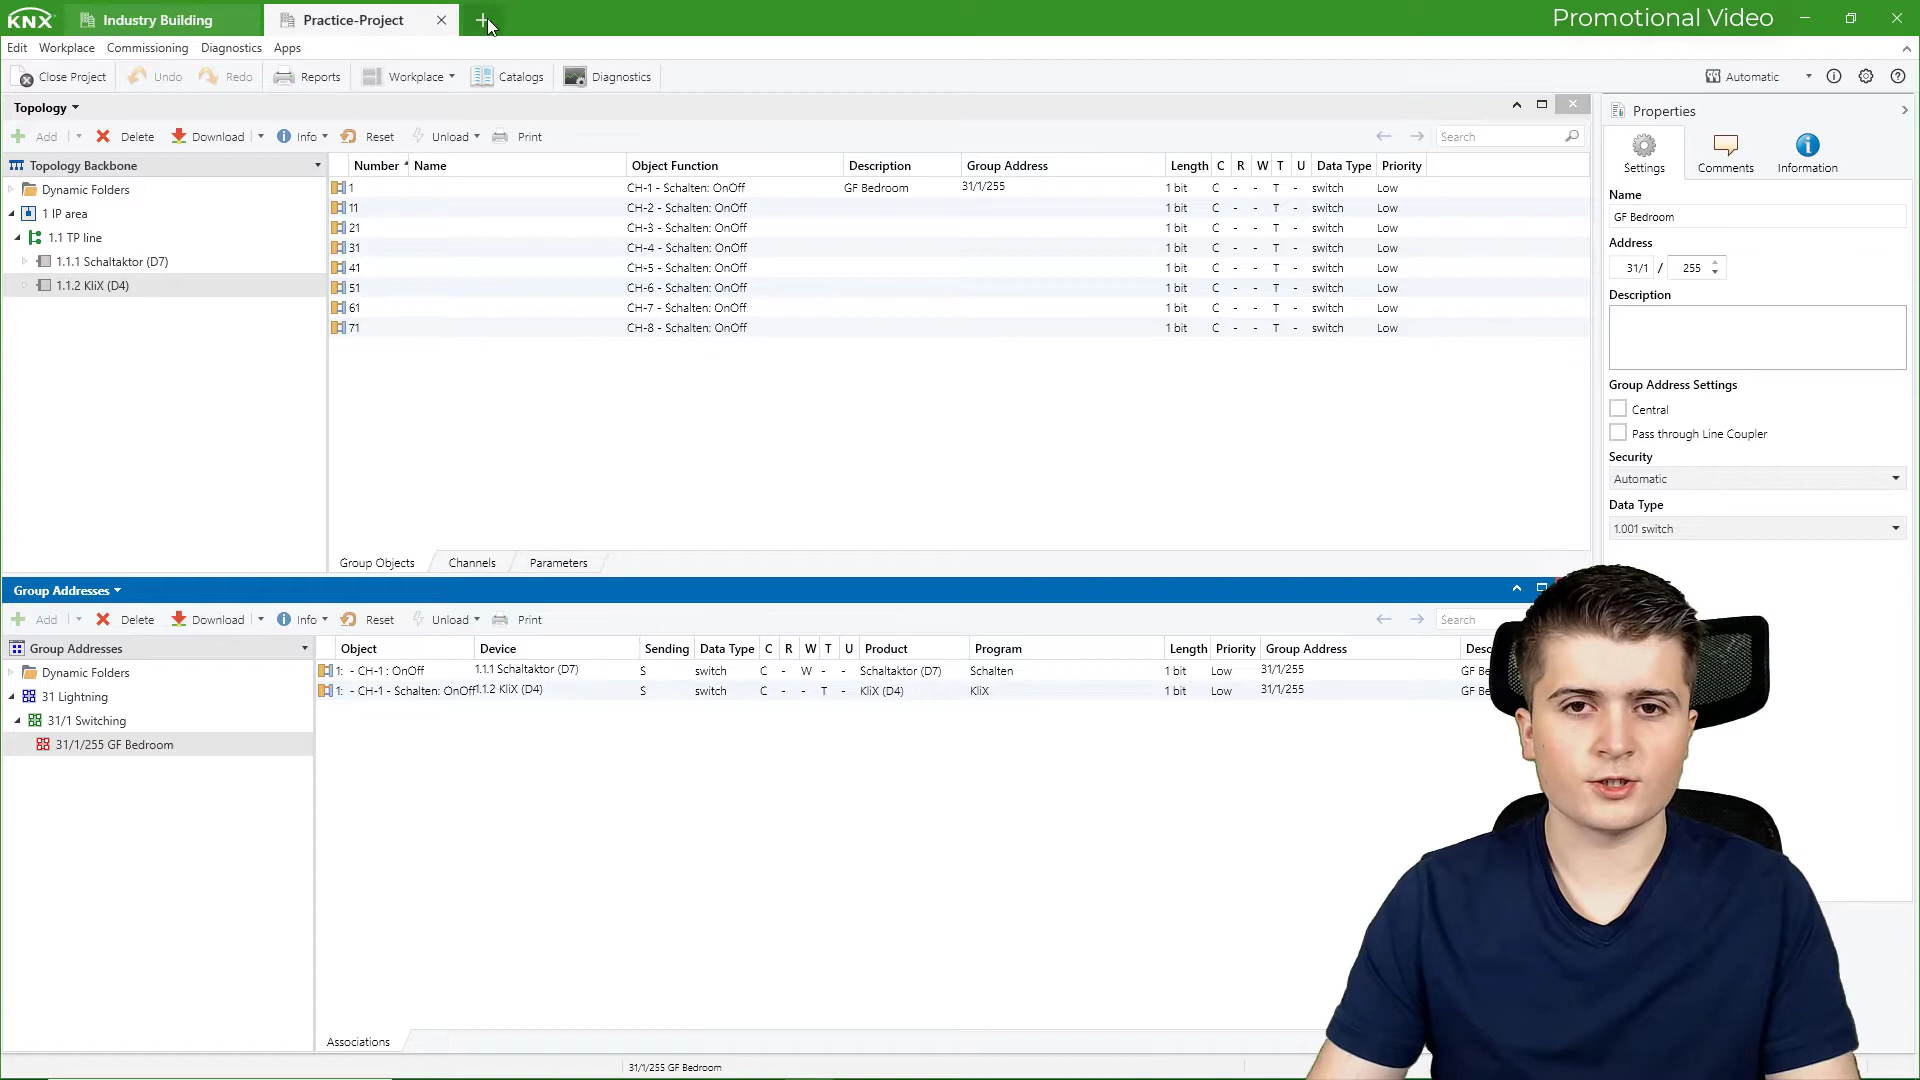 KNX Industry Building Practice-Project Promotional Video
Edit Workplace Commissioning Diagnostics Apps
Close Project Undo Redo Reports Workplace Catalogs Diagnostics Automatic
Topology
Add Delete Download Info Reset Unload Print Search
Topology Backbone
Dynamic Folders
1 IP area
1.1 TP line
1.1.1 Schaltaktor (D7)
1.1.2 KliX (D4)
Number Name Object Function Description Group Address Length C R W T U Data Type Priority
1 CH-1 - Schalten: OnOff GF Bedroom 31/1/255 1 bit C - - T - switch Low
11 CH-2 - Schalten: OnOff 1 bit C - - T - switch Low
21 CH-3 - Schalten: OnOff 1 bit C - - T - switch Low
31 CH-4 - Schalten: OnOff 1 bit C - - T - switch Low
41 CH-5 - Schalten: OnOff 1 bit C - - T - switch Low
51 CH-6 - Schalten: OnOff 1 bit C - - T - switch Low
61 CH-7 - Schalten: OnOff 1 bit C - - T - switch Low
71 CH-8 - Schalten: OnOff 1 bit C - - T - switch Low
Group Objects Channels Parameters
Properties
Settings Comments Information
Name
GF Bedroom
Address
31/1 / 255
Description
Group Address Settings
Central
Pass through Line Coupler
Security
Automatic
Data Type
1.001 switch
Group Addresses
Add Delete Download Info Reset Unload Print Search
Group Addresses
Dynamic Folders
31 Lightning
31/1 Switching
31/1/255 GF Bedroom
Object Device Sending Data Type C R W T U Product Program Length Priority Group Address Desc
1: - CH-1 : OnOff 1.1.1 Schaltaktor (D7) S switch C - W - - Schaltaktor (D7) Schalten 1 bit Low 31/1/255 GF Be
1: - CH-1 - Schalten: OnOff 1.1.2 KliX (D4) S switch C - - T - KliX (D4) KliX 1 bit Low 31/1/255 GF Be
Associations
31/1/255 GF Bedroom